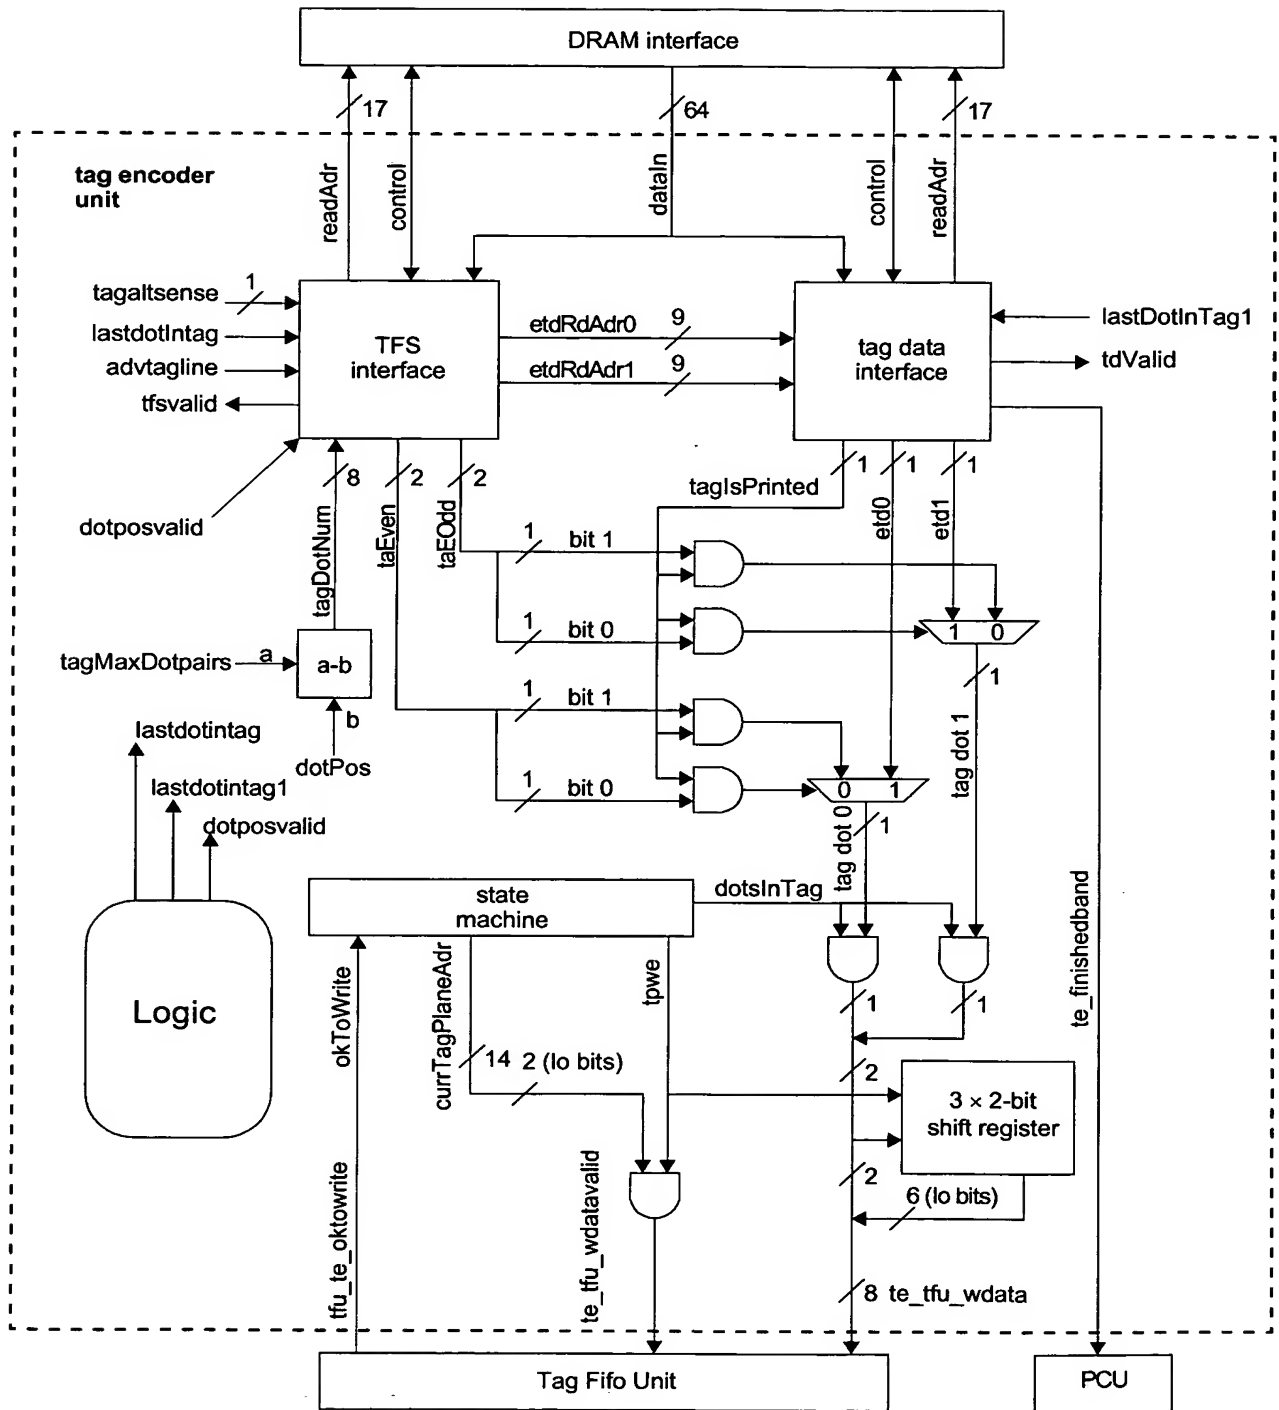 DRAM interface
17
64
17
tag encoder
unit
readAdr
control
dataIn
control
readAdr
tagaltsense
1
lastdotIntag
advtagline
tfsvalid
dotposvalid
TFS
interface
etdRdAdr0
9
etdRdAdr1
9
tag data
interface
lastDotInTag1
tdValid
8
2
2
tagDotNum
taEven
taEOdd
tagIsPrinted
1
1
1
etd0
etd1
1
bit 1
1
bit 0
1
0
1
tagMaxDotpairs
a
a-b
b
dotPos
1
bit 1
1
bit 0
0
1
1
tag dot 0
tag dot 1
lastdotintag
lastdotintag1
dotposvalid
Logic
state
machine
dotsInTag
okToWrite
currTagPlaneAdr
tpwe
1
1
te_finishedband
14
2 (lo bits)
2
3 × 2-bit
shift register
2
6 (lo bits)
tfu_te_oktowrite
te_tfu_wdatavalid
8
te_tfu_wdata
Tag Fifo Unit
PCU